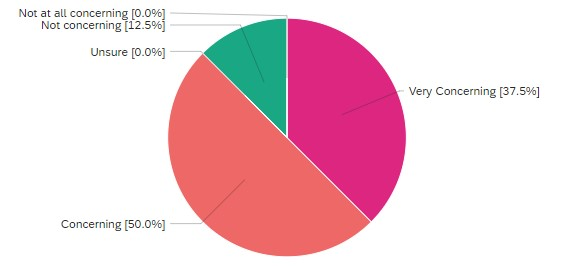 Not at all concerning [0.0%]
Not concerning [12.5%]
Unsure [0.0%]
Very Concerning [37.5%]
Concerning [50.0%]